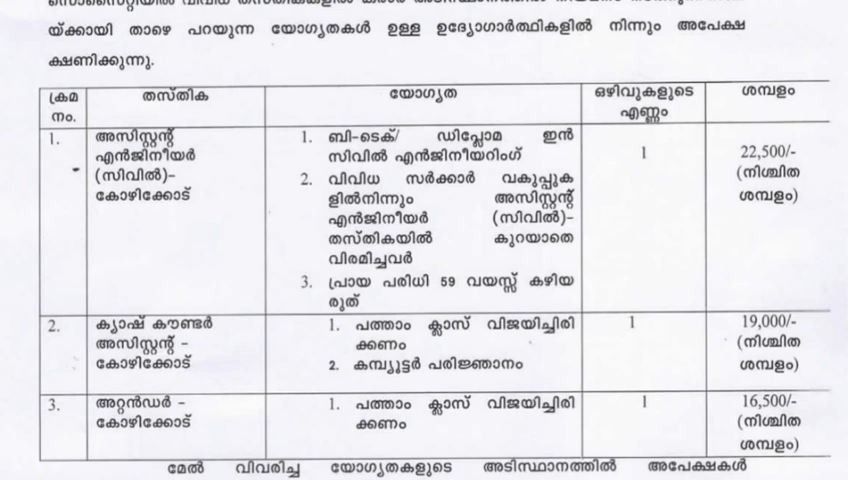 യ്ക്കായി താഴെ പറയുന്ന യോഗ്യതകൾ ഉള്ള ഉദ്യോഗാർത്ഥികളിൽ നിന്നും അപേക്ഷ
ക്ഷണിക്കുന്നു.
ക്രമ നം. തസ്തിക യോഗ്യത ഒഴിവുകളുടെ എണ്ണം ശമ്പളം
1. അസിസ്റ്റന്റ്
എൻജിനീയർ
(സിവിൽ)-
കോഴിക്കോട്
1. ബി-ടെക്/ ഡിപ്ലോമ ഇൻ
സിവിൽ എൻജിനീയറിംഗ്
2. വിവിധ സർക്കാർ വകുപ്പുക
ളിൽനിന്നും അസിസ്റ്റന്റ്
എൻജിനീയർ (സിവിൽ)-
തസ്തികയിൽ കുറയാതെ
വിരമിച്ചവർ
3. പ്രായ പരിധി 59 വയസ്സ് കഴിയ
രുത്
1
22,500/-
(നിശ്ചിത
ശമ്പളം)
2. ക്യാഷ് കൗണ്ടർ
അസിസ്റ്റന്റ് -
കോഴിക്കോട്
1. പത്താം ക്ലാസ് വിജയിച്ചിരി
ക്കണം
2. കമ്പ്യൂട്ടർ പരിജ്ഞാനം
1
19,000/-
(നിശ്ചിത
ശമ്പളം)
3. അറ്റൻഡർ -
കോഴിക്കോട്
1. പത്താം ക്ലാസ് വിജയിച്ചിരി
ക്കണം
1
16,500/-
(നിശ്ചിത
ശമ്പളം)
മേൽ വിവരിച്ച യോഗ്യതകളുടെ അടിസ്ഥാനത്തിൽ അപേക്ഷകൾ